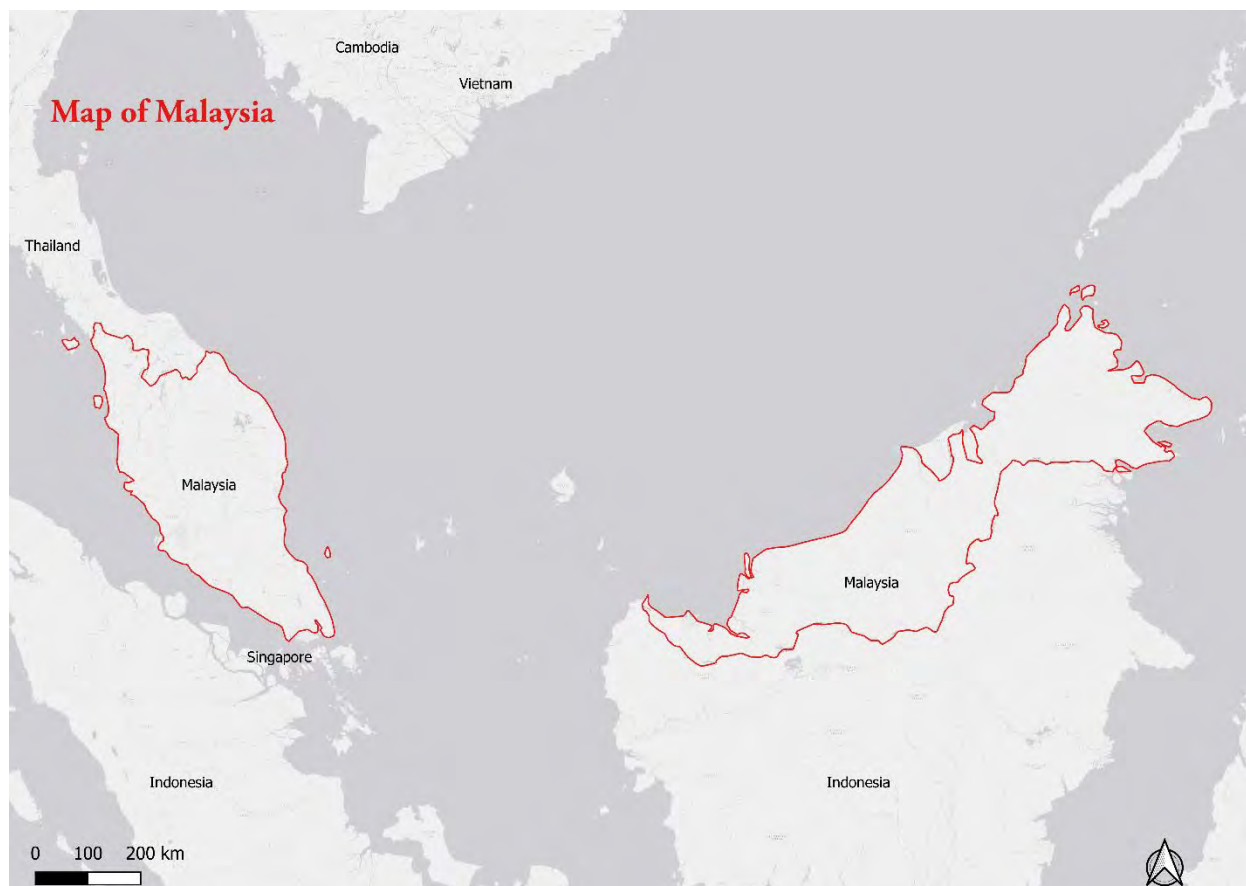 Cambodia
Vietnam
Map of Malaysia
Thailand
Malaysia
Malaysia
Singapore
Indonesia
Indonesia
0 100 200 km